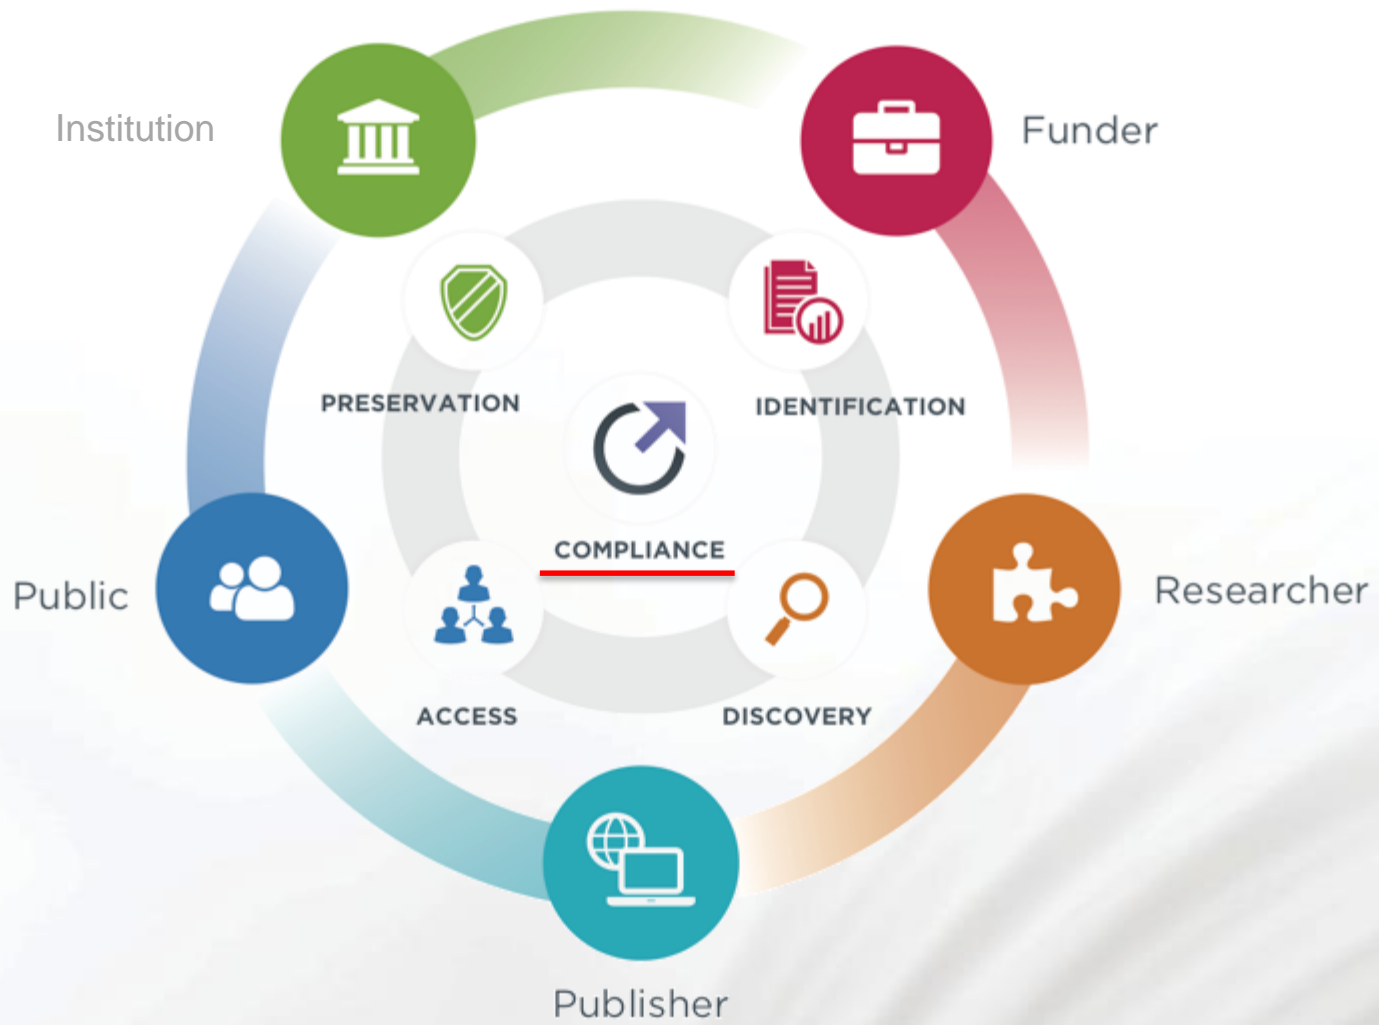 Institution
Funder
PRESERVATION
IDENTIFICATION
COMPLIANCE
Public
Researcher
ACCESS
DISCOVERY
Publisher